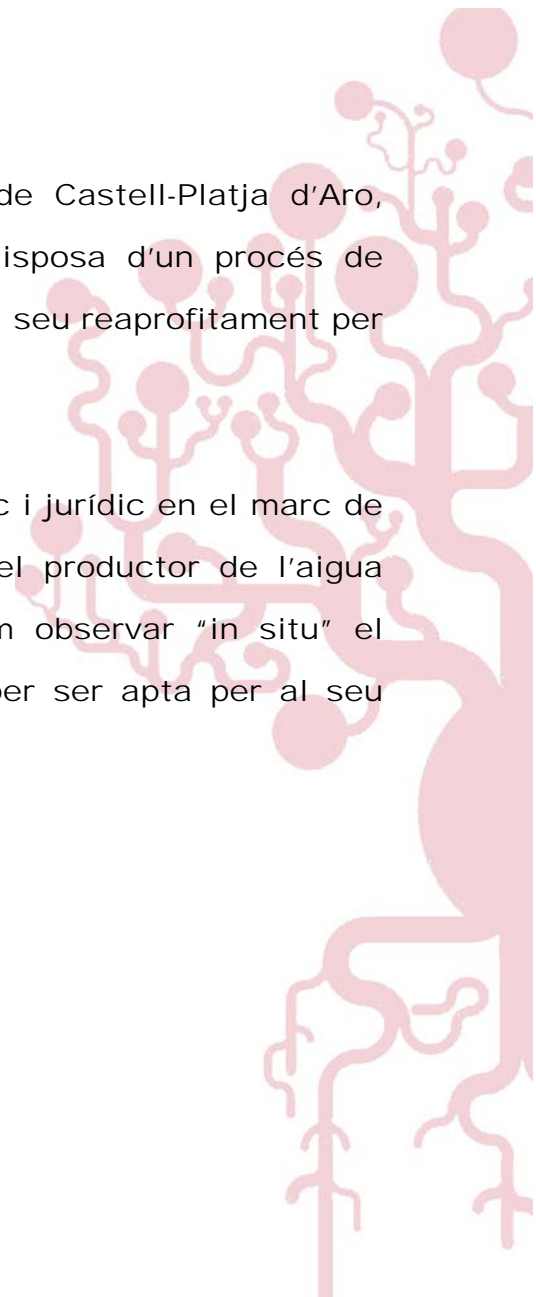 de Castell-Platja d'Aro,
isposa d'un procés de
seu reaprofitament per
c i jurídic en el marc de
el productor de l'aigua
m observar “in situ” el
per ser apta per al seu